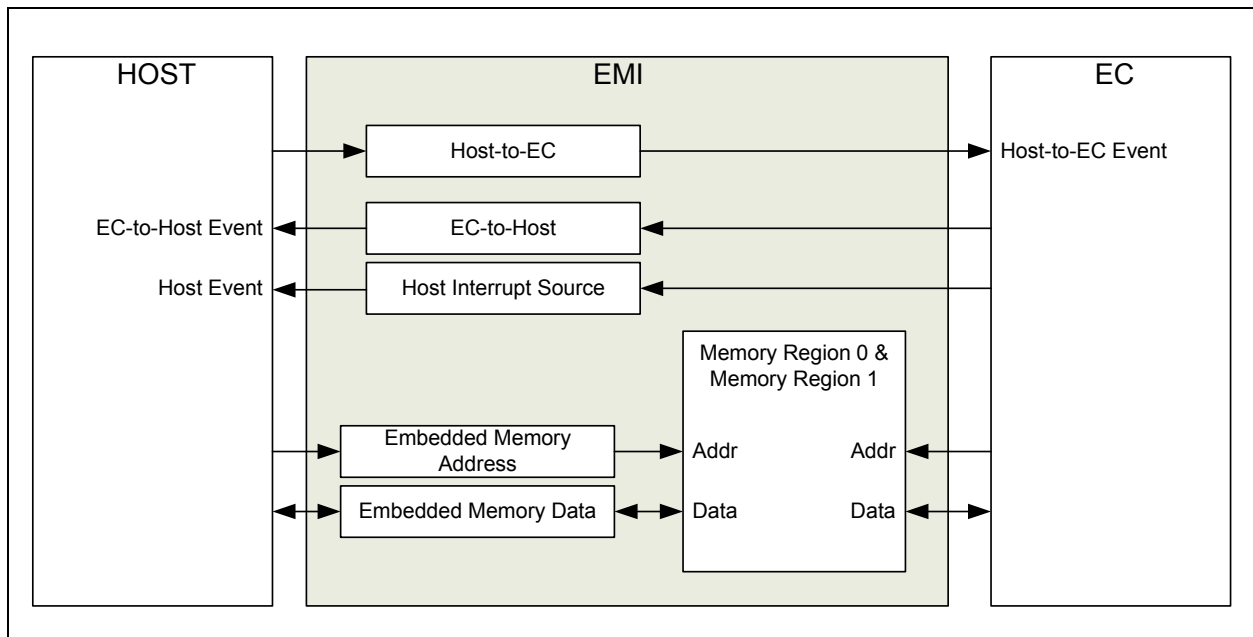 HOST
EMI
EC
Host-to-EC
Host-to-EC Event
EC-to-Host Event
EC-to-Host
Host Event
Host Interrupt Source
Memory Region 0 &
Memory Region 1
Embedded Memory
Address
Addr
Addr
Embedded Memory Data
Data
Data